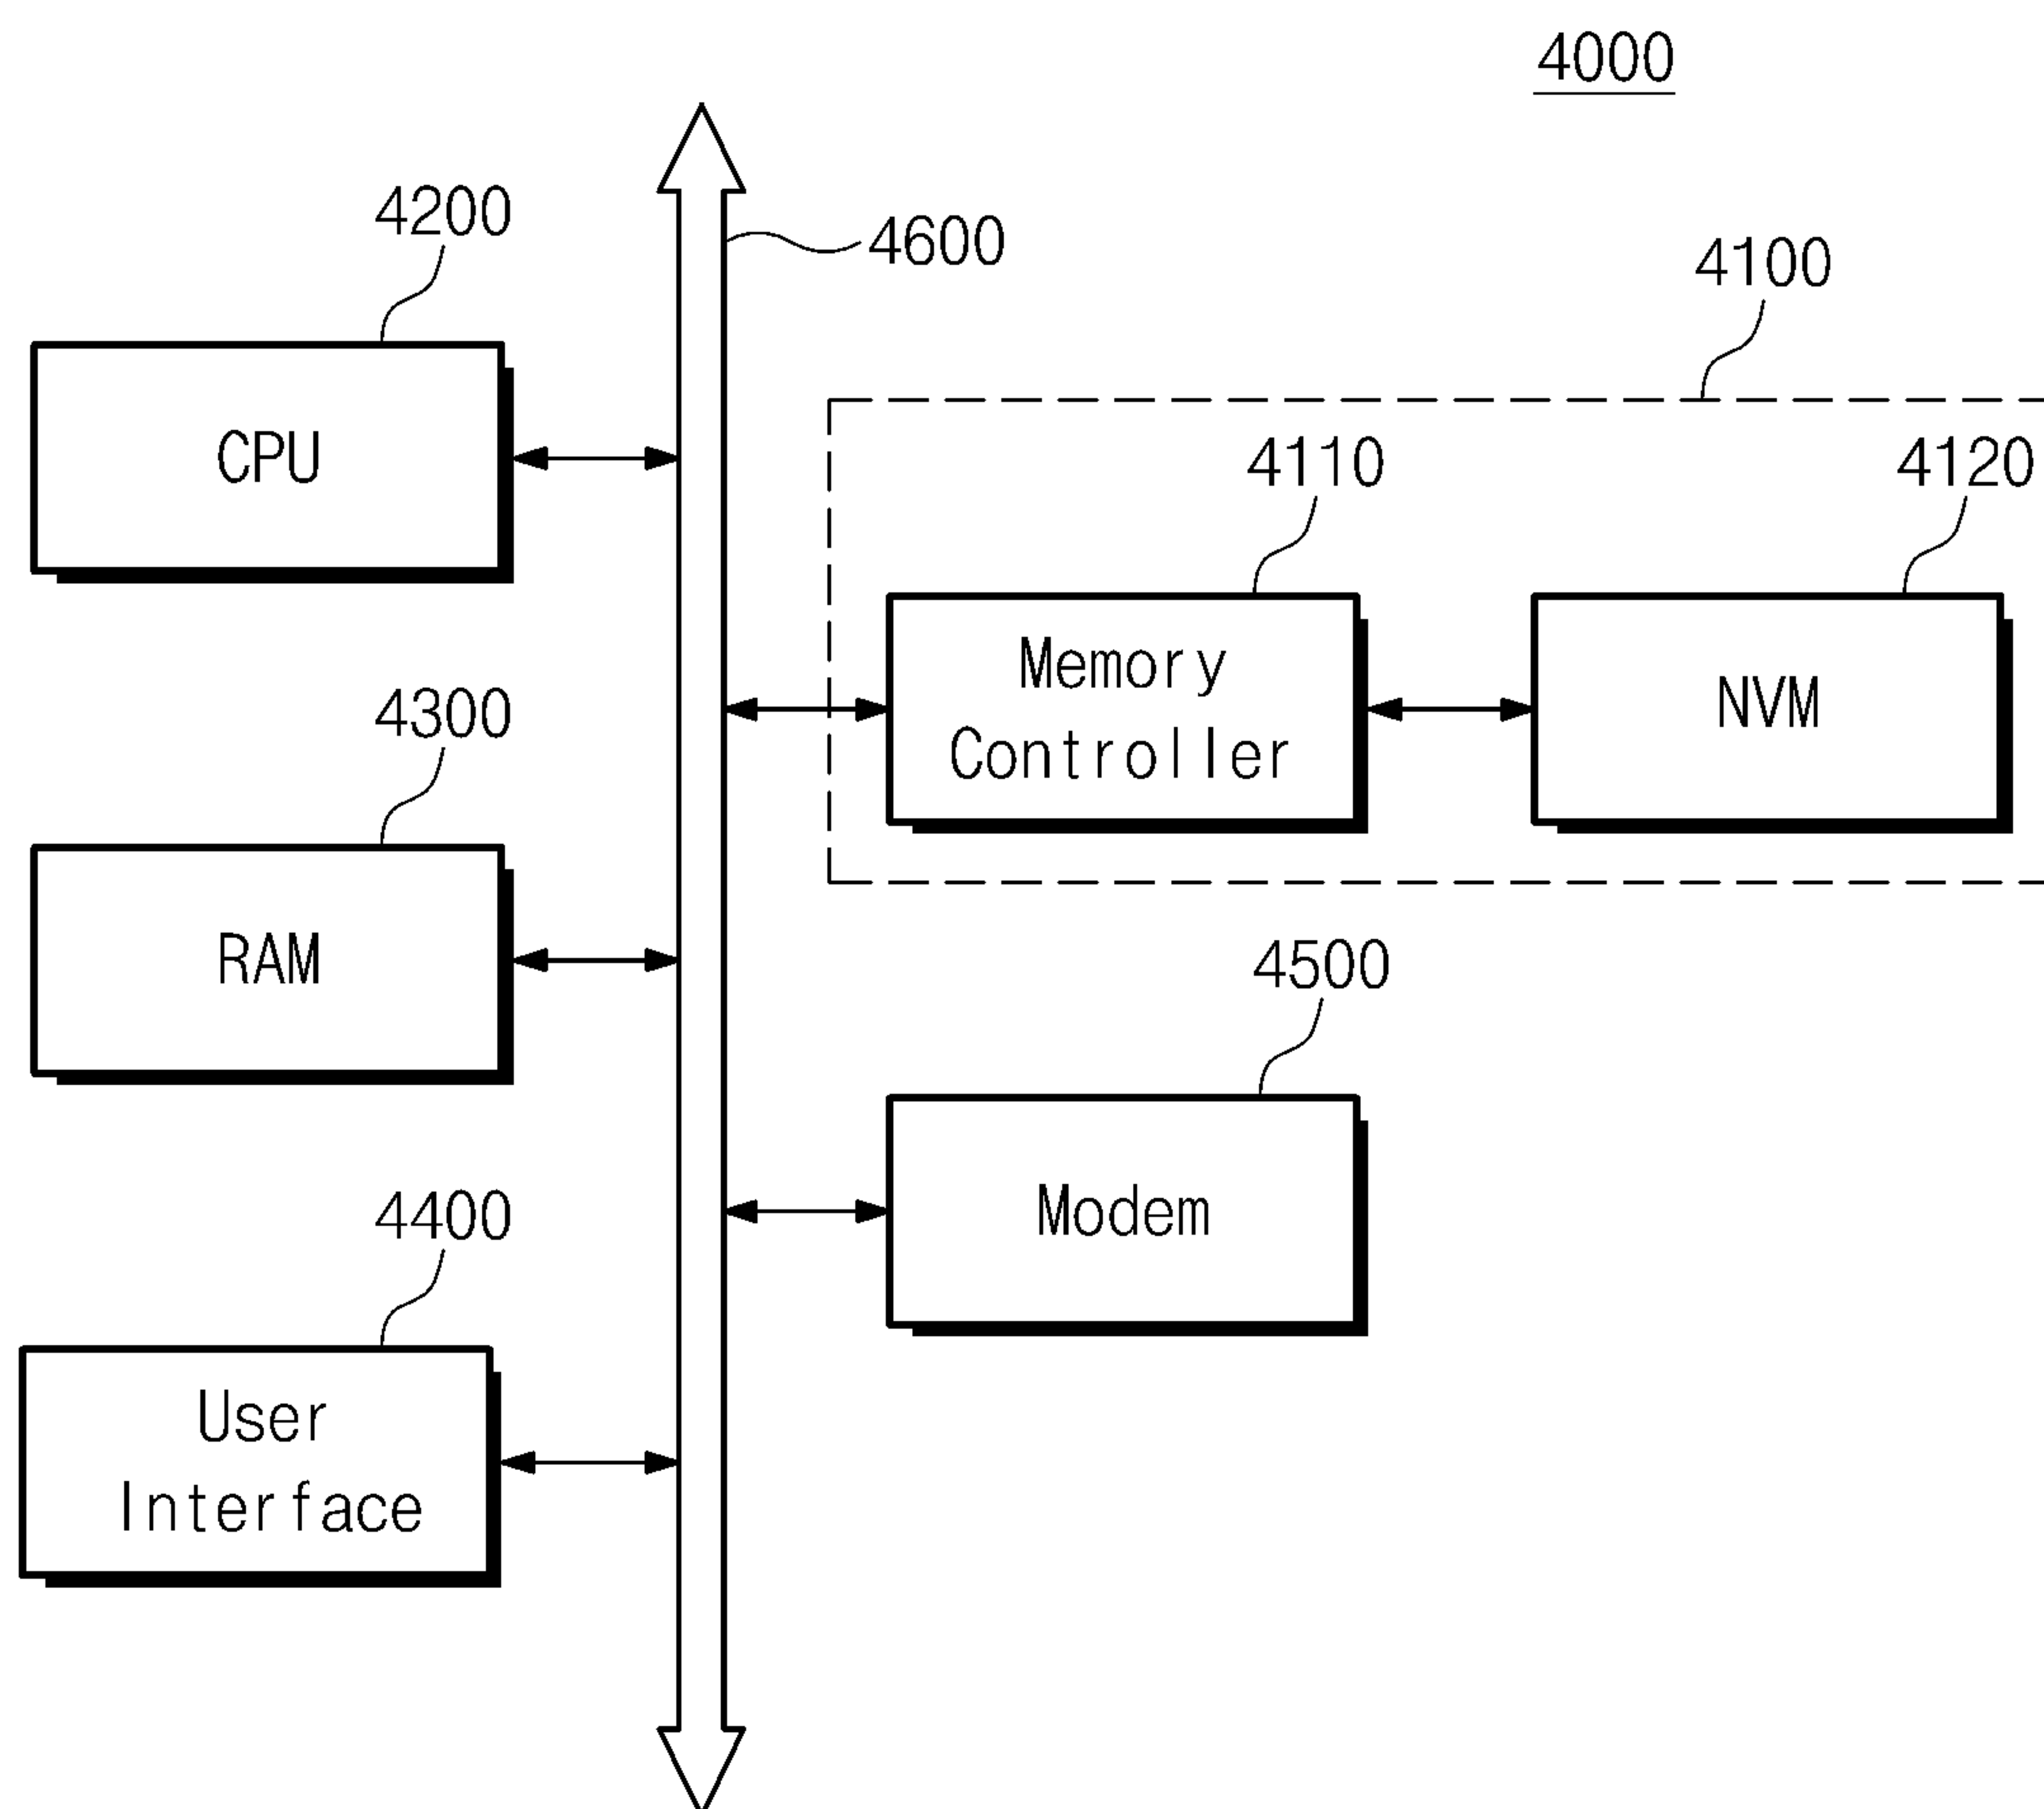 4000
4200
4600
4100
CPU
4110
4120
Memory
Controller
NVM
4300
RAM
4500
Modem
4400
User
Interface